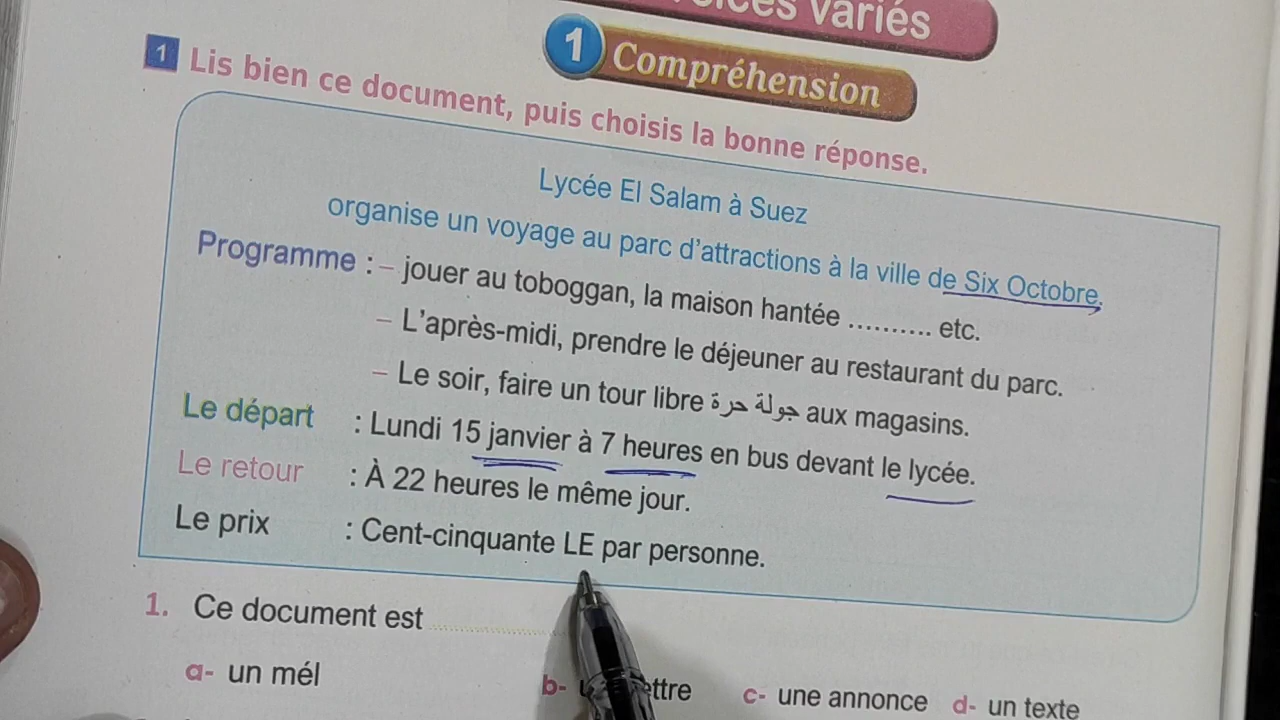 variés
1 Compréhension
1 Lis bien ce document, puis choisis la bonne réponse.
Lycée El Salam à Suez
organise un voyage au parc d'attractions à la ville de Six Octobre.
Programme : – jouer au toboggan, la maison hantée .......... etc.
– L'après-midi, prendre le déjeuner au restaurant du parc.
– Le soir, faire un tour libre جولة حرة aux magasins.
Le départ : Lundi 15 janvier à 7 heures en bus devant le lycée.
Le retour : À 22 heures le même jour.
Le prix : Cent-cinquante LE par personne.
1. Ce document est ....................
a- un mél b- c- une annonce d- un texte